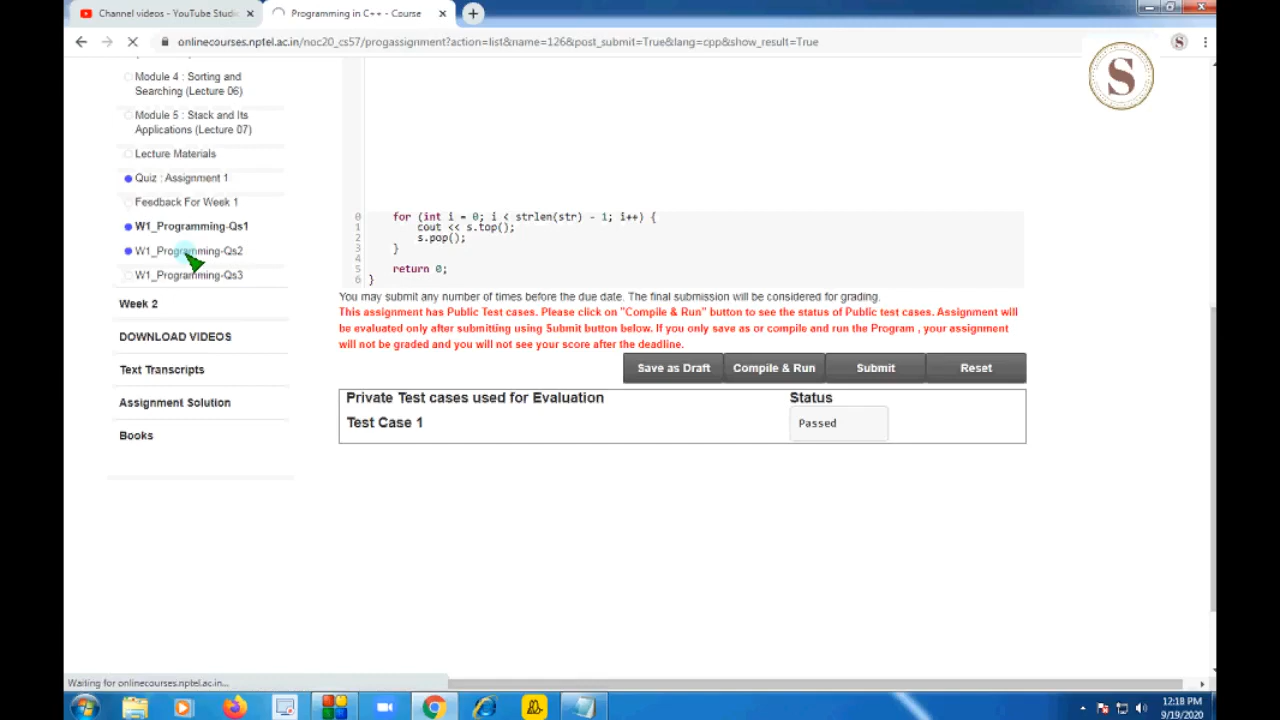 Channel videos - YouTube Studi
Programming in C++ - Course
onlinecourses.nptel.ac.in/noc20_cs57/progassignment?action=list&name=126&post_submit=True&lang=cpp&show_result=True
S
S
Module 4 : Sorting and
Searching (Lecture 06)
Module 5 : Stack and Its
Applications (Lecture 07)
Lecture Materials
Quiz : Assignment 1
Feedback For Week 1
W1_Programming-Qs1
W1_Programming-Qs2
W1_Programming-Qs3
Week 2
DOWNLOAD VIDEOS
Text Transcripts
Assignment Solution
Books
0 for (int i = 0; i < strlen(str) - 1; i++) {
1 cout << s.top();
2 s.pop();
3 }
4
5 return 0;
6 }
You may submit any number of times before the due date. The final submission will be considered for grading.
This assignment has Public Test cases. Please click on "Compile & Run" button to see the status of Public test cases. Assignment will
be evaluated only after submitting using Submit button below. If you only save as or compile and run the Program , your assignment
will not be graded and you will not see your score after the deadline.
Save as Draft Compile & Run Submit Reset
Private Test cases used for Evaluation Status
Test Case 1 Passed
Waiting for onlinecourses.nptel.ac.in...
12:18 PM
9/19/2020